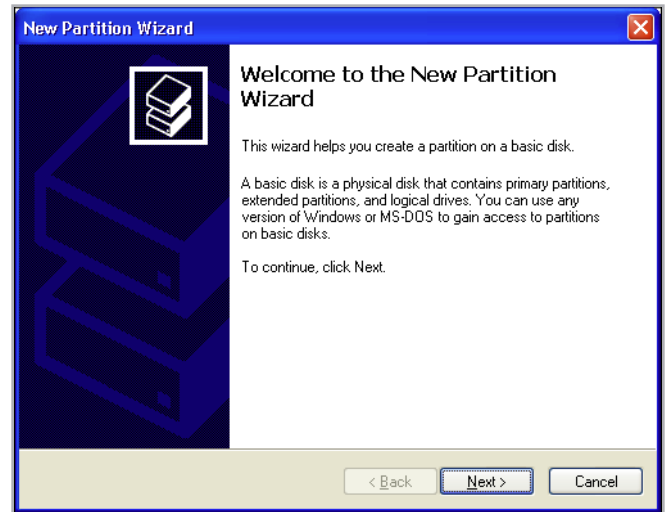 New Partition Wizard
Welcome to the New Partition
Wizard
This wizard helps you create a partition on a basic disk.
A basic disk is a physical disk that contains primary partitions,
extended partitions, and logical drives. You can use any
version of Windows or MS-DOS to gain access to partitions
on basic disks.
To continue, click Next.
< Back
Next >
Cancel